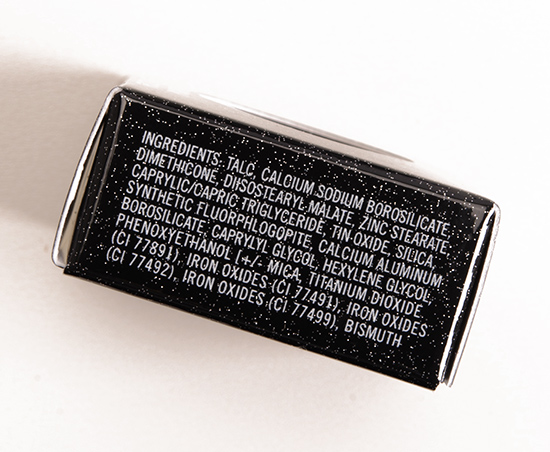 INGREDIENTS: TALC, CALCIUM SODIUM BOROSILICATE,
DIMETHICONE, DIISOSTEARYL MALATE, ZINC STEARATE,
CAPRYLIC/CAPRIC TRIGLYCERIDE, TIN OXIDE, SILICA,
SYNTHETIC FLUORPHLOGOPITE, CALCIUM ALUMINUM
BOROSILICATE, CAPRYLYL GLYCOL, HEXYLENE GLYCOL,
PHENOXYETHANOL [+/- MICA, TITANIUM DIOXIDE
(CI 77891), IRON OXIDES (CI 77491), IRON OXIDES
(CI 77492), IRON OXIDES (CI 77499), BISMUTH